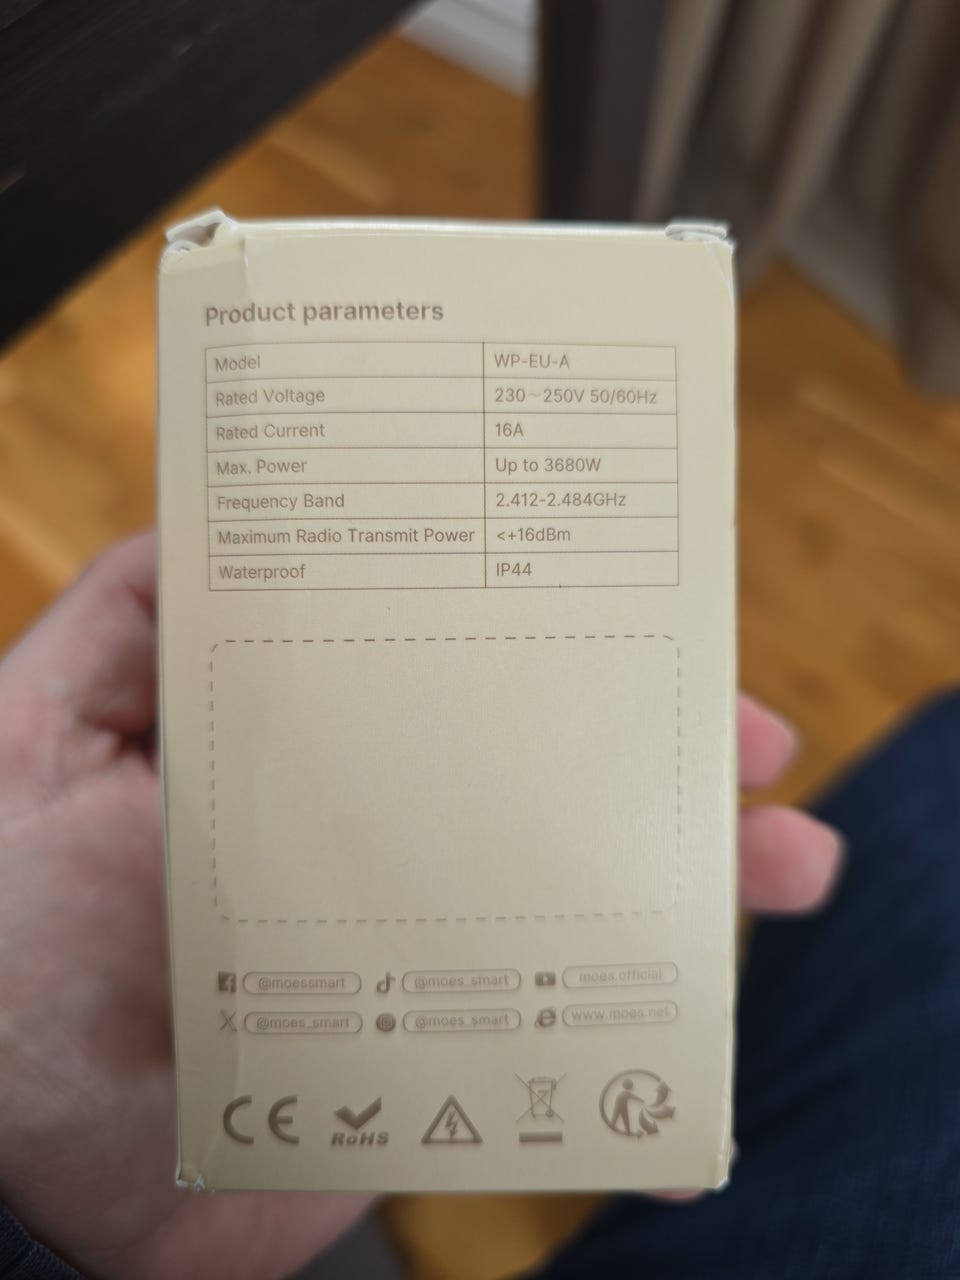 Product parameters
Model WP-EU-A
Rated Voltage 230~250V 50/60Hz
Rated Current 16A
Max. Power Up to 3680W
Frequency Band 2.412-2.484GHz
Maximum Radio Transmit Power <+16dBm
Waterproof IP44
@moessmart @moes_smart moes.official
@moes_smart @moes_smart www.moes.net
CE RoHS